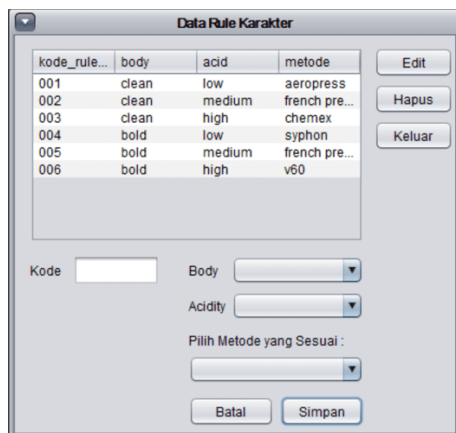 Data Rule Karakter
kode_rule... body acid metode
001 clean low aeropress
002 clean medium french pre...
003 clean high chemex
004 bold low syphon
005 bold medium french pre...
006 bold high v60
Edit
Hapus
Keluar
Kode
Body
Acidity
Pilih Metode yang Sesuai :
Batal
Simpan